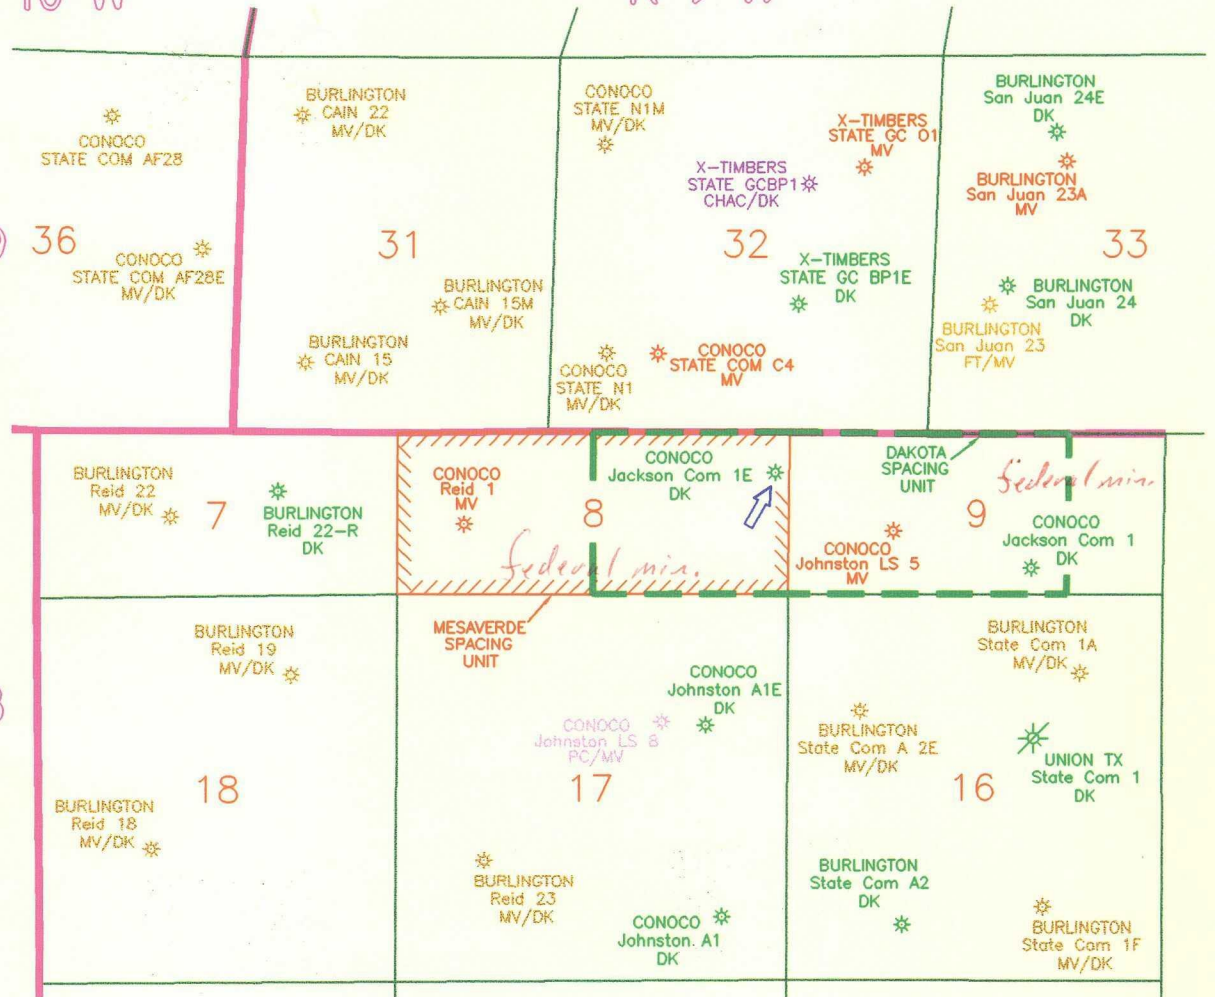 BURLINGTON
CAIN 22
MV/DK
CONOCO
STATE N1M
MV/DK
BURLINGTON
San Juan 24E
DK
X-TIMBERS
STATE GC O1
MV
CONOCO
STATE COM AF28
X-TIMBERS
STATE GCBP1
CHAC/DK
BURLINGTON
San Juan 23A
MV
36
31
32
33
CONOCO
STATE COM AF28E
MV/DK
X-TIMBERS
STATE GC BP1E
DK
BURLINGTON
CAIN 15M
MV/DK
BURLINGTON
San Juan 24
DK
BURLINGTON
San Juan 23
FT/MV
BURLINGTON
CAIN 15
MV/DK
CONOCO
STATE N1
MV/DK
CONOCO
STATE COM C4
MV
BURLINGTON
Reid 22
MV/DK
7
BURLINGTON
Reid 22-R
DK
CONOCO
Reid 1
MV
8
CONOCO
Jackson Com 1E
DK
DAKOTA
SPACING
UNIT
federal min.
9
CONOCO
Jackson Com 1
DK
CONOCO
Johnston LS 5
MV
federal min.
MESAVERDE
SPACING
UNIT
BURLINGTON
Reid 19
MV/DK
CONOCO
Johnston A1E
DK
BURLINGTON
State Com 1A
MV/DK
CONOCO
Johnston LS 8
PC/MV
BURLINGTON
State Com A 2E
MV/DK
UNION TX
State Com 1
DK
18
17
16
BURLINGTON
Reid 18
MV/DK
BURLINGTON
Reid 23
MV/DK
CONOCO
Johnston A1
DK
BURLINGTON
State Com A2
DK
BURLINGTON
State Com 1F
MV/DK